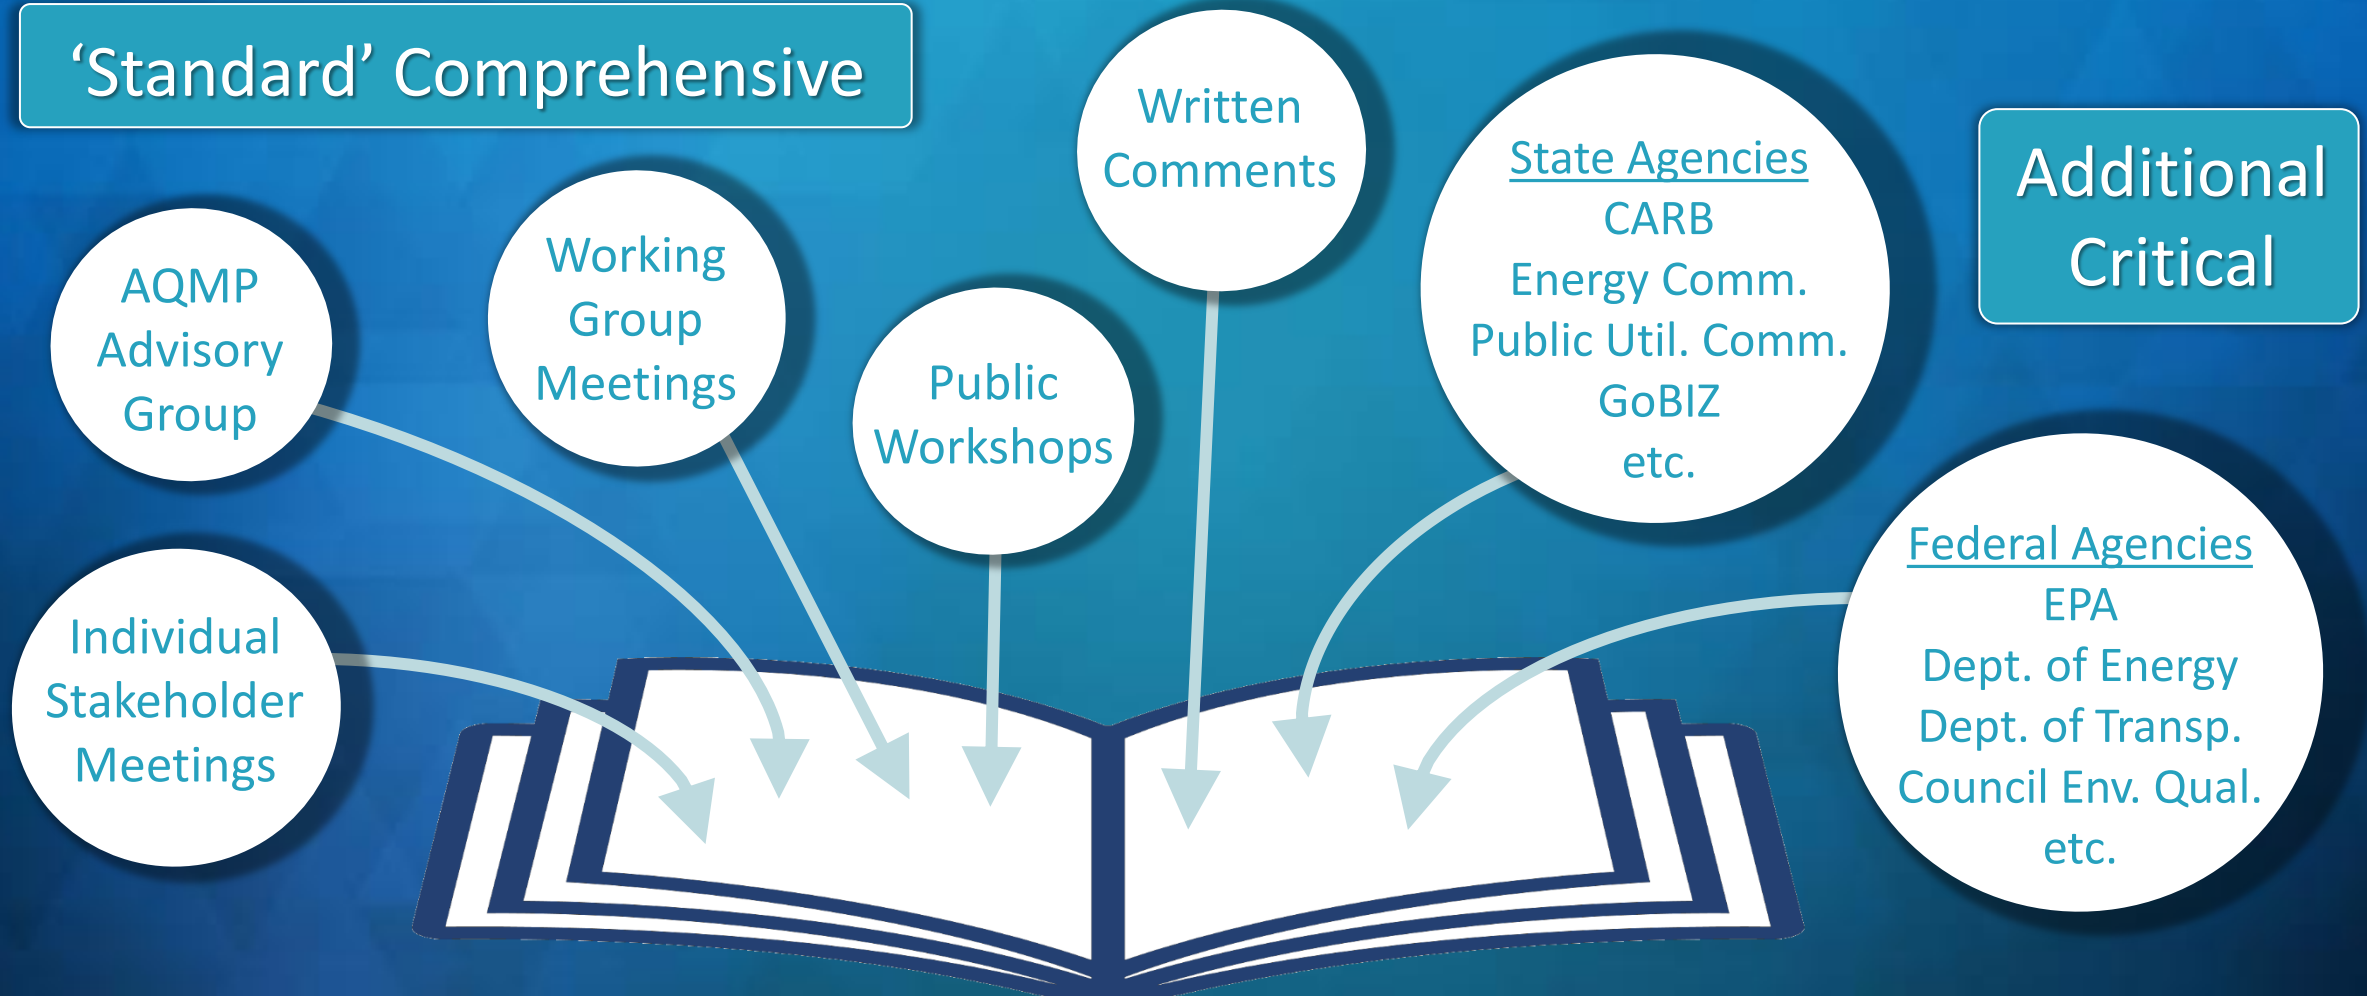 ‘Standard’ Comprehensive
AQMP
Advisory
Group
Individual
Stakeholder
Meetings
Working
Group
Meetings
Public
Workshops
Written
Comments
State Agencies
CARB
Energy Comm.
Public Util. Comm.
GoBIZ
etc.
Additional
Critical
Federal Agencies
EPA
Dept. of Energy
Dept. of Transp.
Council Env. Qual.
etc.